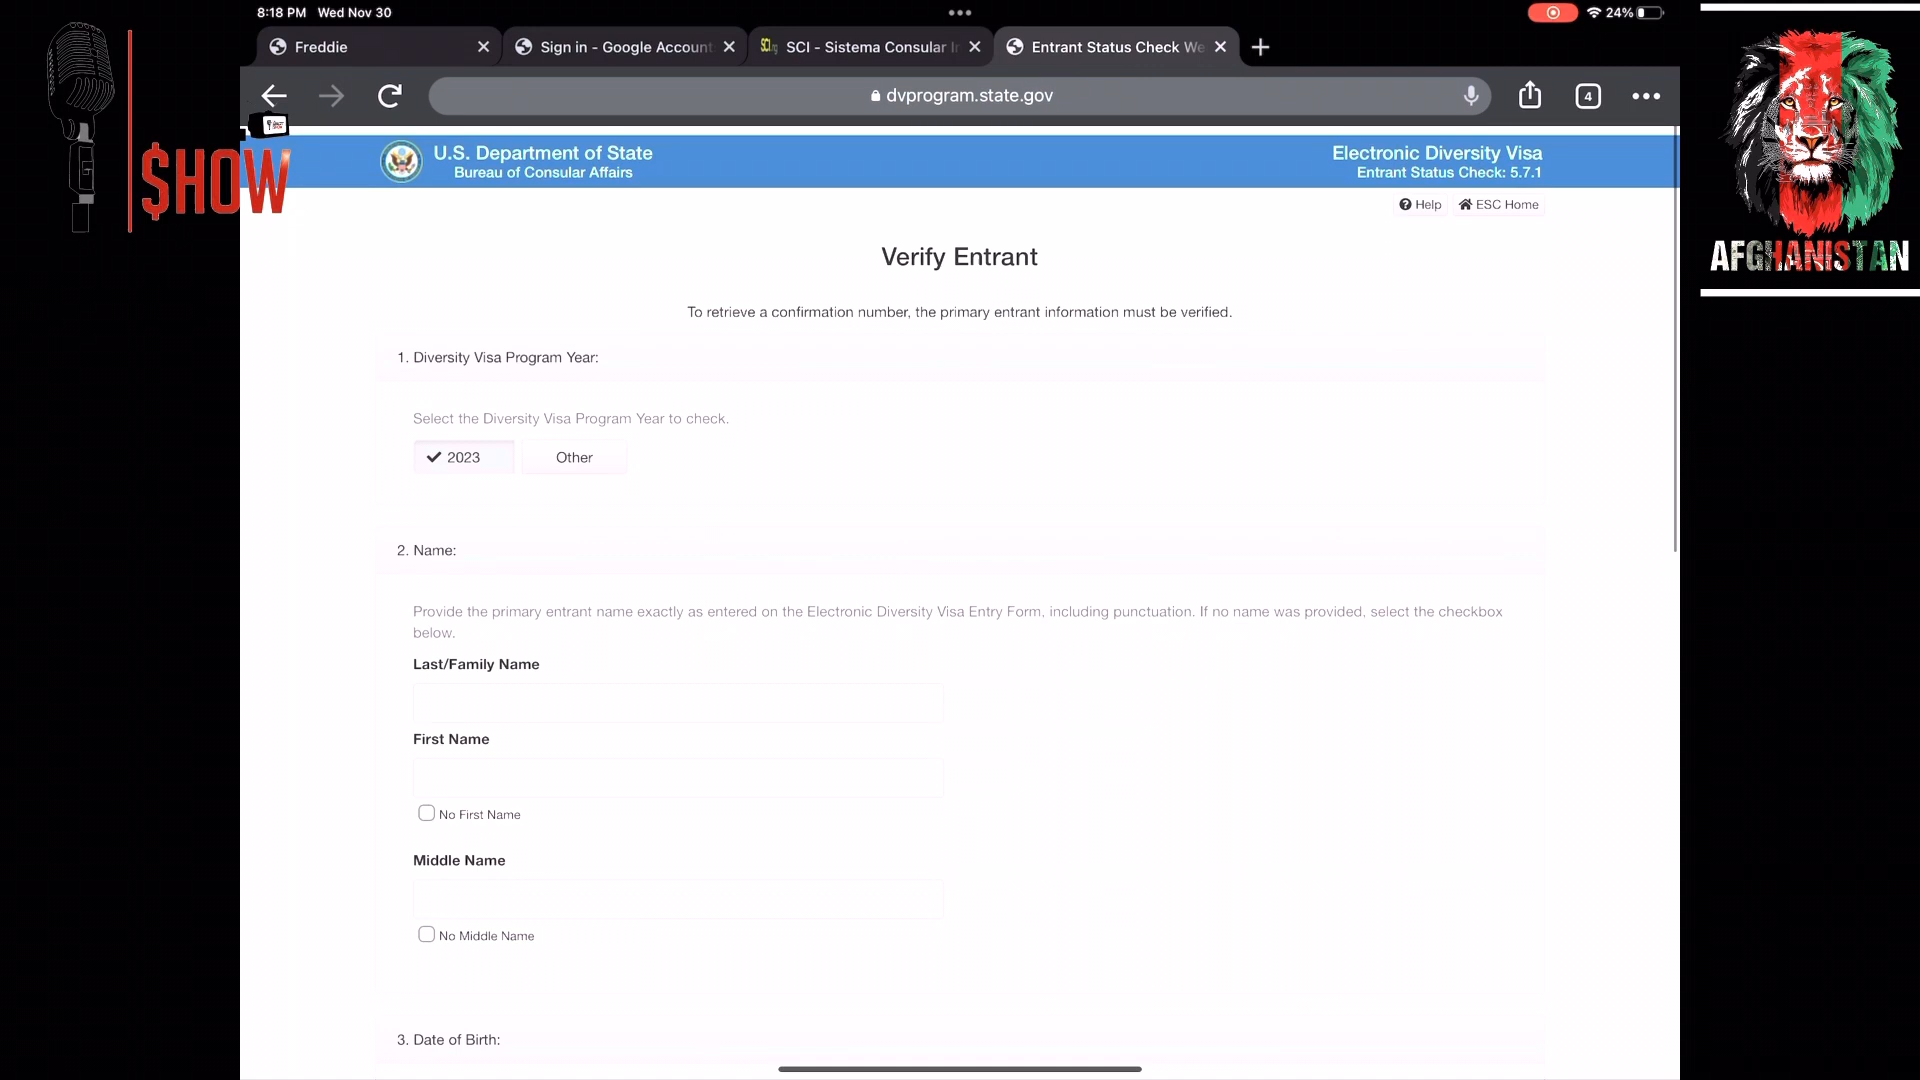 8:18 PM Wed Nov 30
24%
Freddie
Sign in - Google Account
SCI - Sistema Consular I
Entrant Status Check We
dvprogram.state.gov
4
$HOW
U.S. Department of State
Bureau of Consular Affairs
Electronic Diversity Visa
Entrant Status Check: 5.7.1
Help
ESC Home
AFGHANISTAN
Verify Entrant
To retrieve a confirmation number, the primary entrant information must be verified.
1. Diversity Visa Program Year:
Select the Diversity Visa Program Year to check.
2023
Other
2. Name:
Provide the primary entrant name exactly as entered on the Electronic Diversity Visa Entry Form, including punctuation. If no name was provided, select the checkbox
below.
Last/Family Name
First Name
No First Name
Middle Name
No Middle Name
3. Date of Birth: